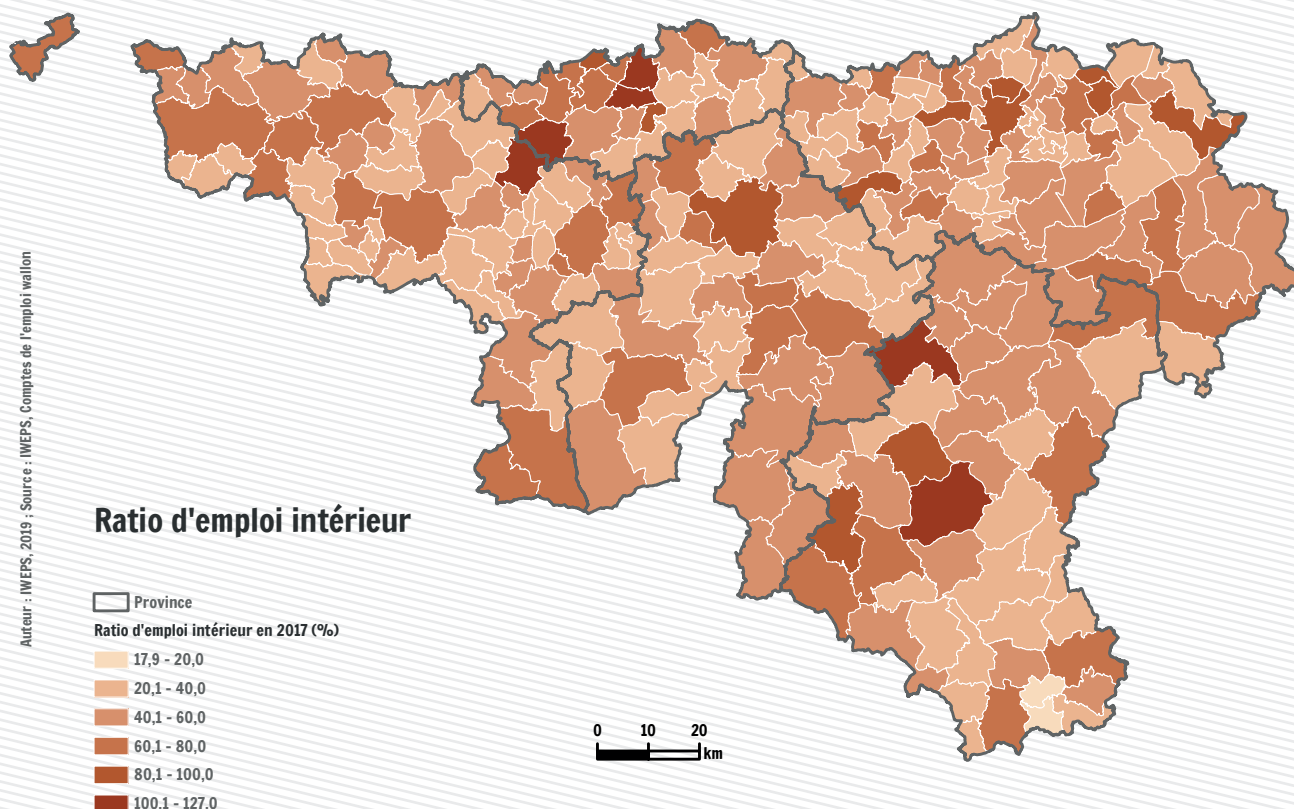 Auteur : IWEPS, 2019 ; Source : IWEPS, Comptes de l'emploi wallon
Ratio d'emploi intérieur
Province
Ratio d'emploi intérieur en 2017 (%)
17,9 - 20,0
20,1 - 40,0
40,1 - 60,0
60,1 - 80,0
80,1 - 100,0
100,1 - 127,0
0 10 20
km